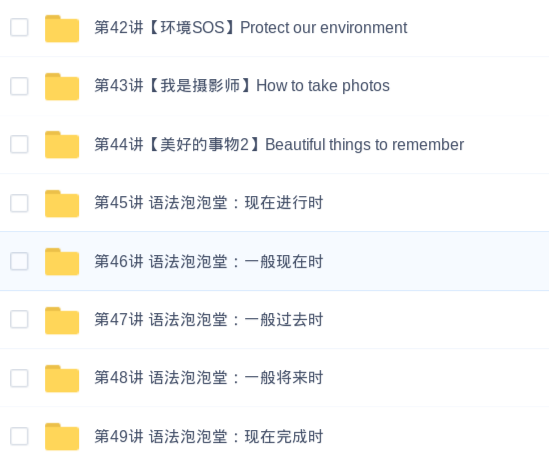 第42讲【环境SOS】Protect our environment
第43讲【我是摄影师】How to take photos
第44讲【美好的事物2】Beautiful things to remember
第45讲 语法泡泡堂：现在进行时
第46讲 语法泡泡堂：一般现在时
第47讲 语法泡泡堂：一般过去时
第48讲 语法泡泡堂：一般将来时
第49讲 语法泡泡堂：现在完成时